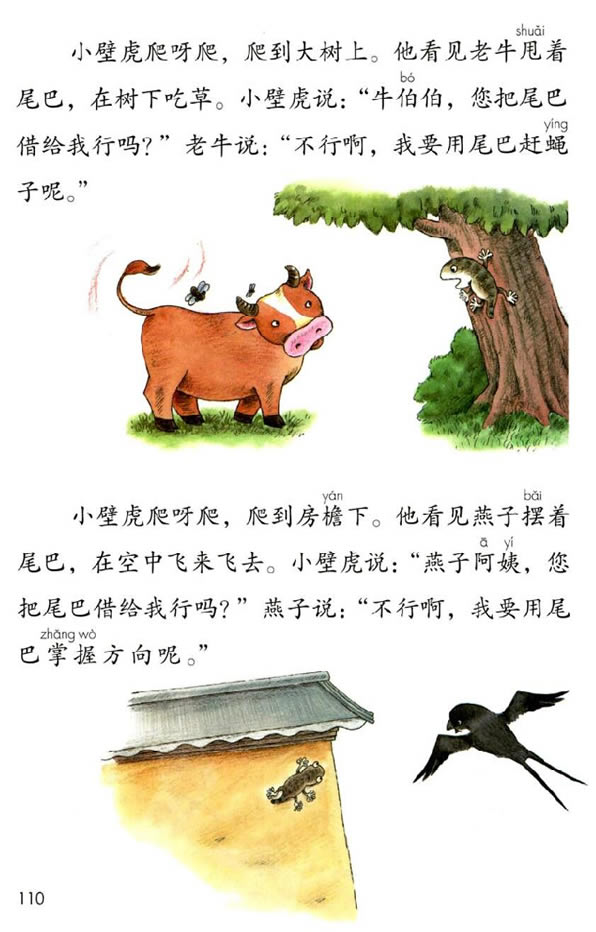 shuǎi
小壁虎爬呀爬，爬到大树上。他看见老牛甩着
bó
尾巴，在树下吃草。小壁虎说：“牛伯伯，您把尾巴
yíng
借给我行吗？”老牛说：“不行啊，我要用尾巴赶蝇
子呢。”
yán bǎi
小壁虎爬呀爬，爬到房檐下。他看见燕子摆着
ā yí
尾巴，在空中飞来飞去。小壁虎说：“燕子阿姨，您
把尾巴借给我行吗？”燕子说：“不行啊，我要用尾
zhǎng wò
巴掌握方向呢。”
110